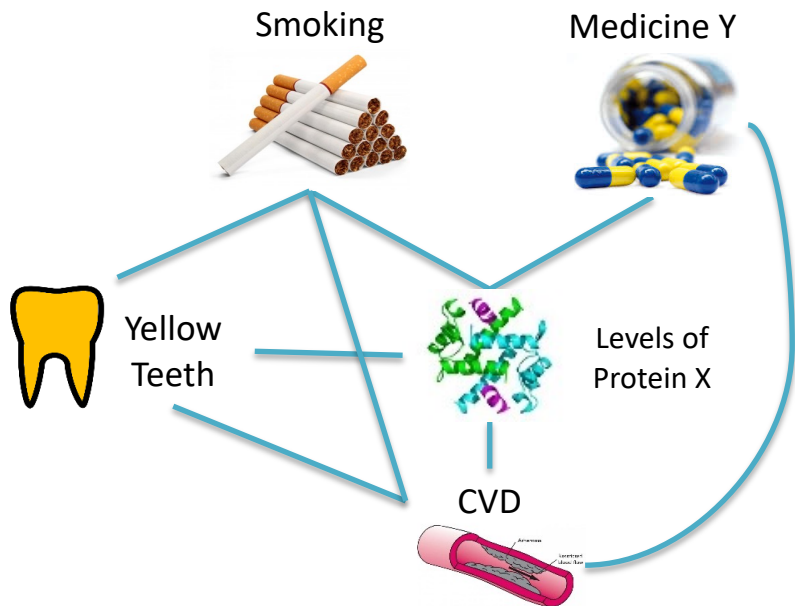 Smoking
Medicine Y
Yellow
Teeth
Levels of
Protein X
CVD